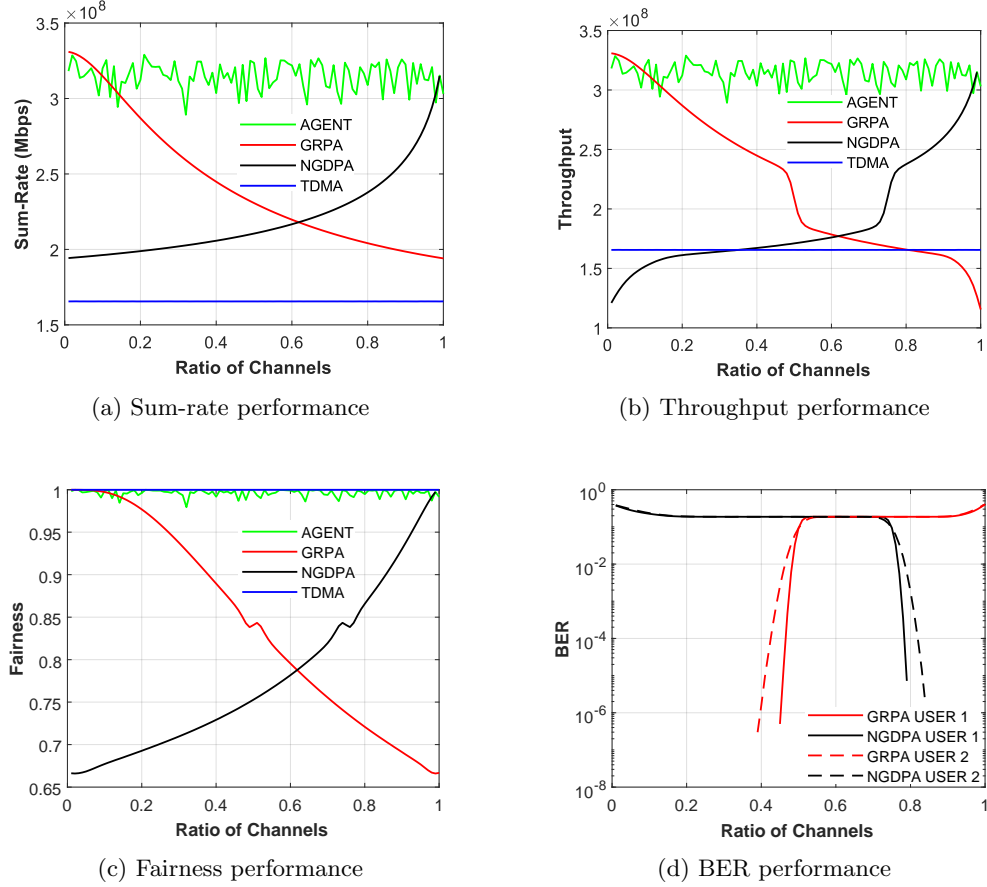 ×10^8
3.5
3
2.5
2
1.5
Sum-Rate (Mbps)
AGENT
GRPA
NGDPA
TDMA
0 0.2 0.4 0.6 0.8 1
Ratio of Channels
(a) Sum-rate performance
×10^8
3.5
3
2.5
2
1.5
1
Throughput
AGENT
GRPA
NGDPA
TDMA
0 0.2 0.4 0.6 0.8 1
Ratio of Channels
(b) Throughput performance
1
0.95
0.9
0.85
0.8
0.75
0.7
0.65
Fairness
AGENT
GRPA
NGDPA
TDMA
0 0.2 0.4 0.6 0.8 1
Ratio of Channels
(c) Fairness performance
10^0
10^-2
10^-4
10^-6
10^-8
BER
GRPA USER 1
NGDPA USER 1
GRPA USER 2
NGDPA USER 2
0 0.2 0.4 0.6 0.8 1
Ratio of Channels
(d) BER performance